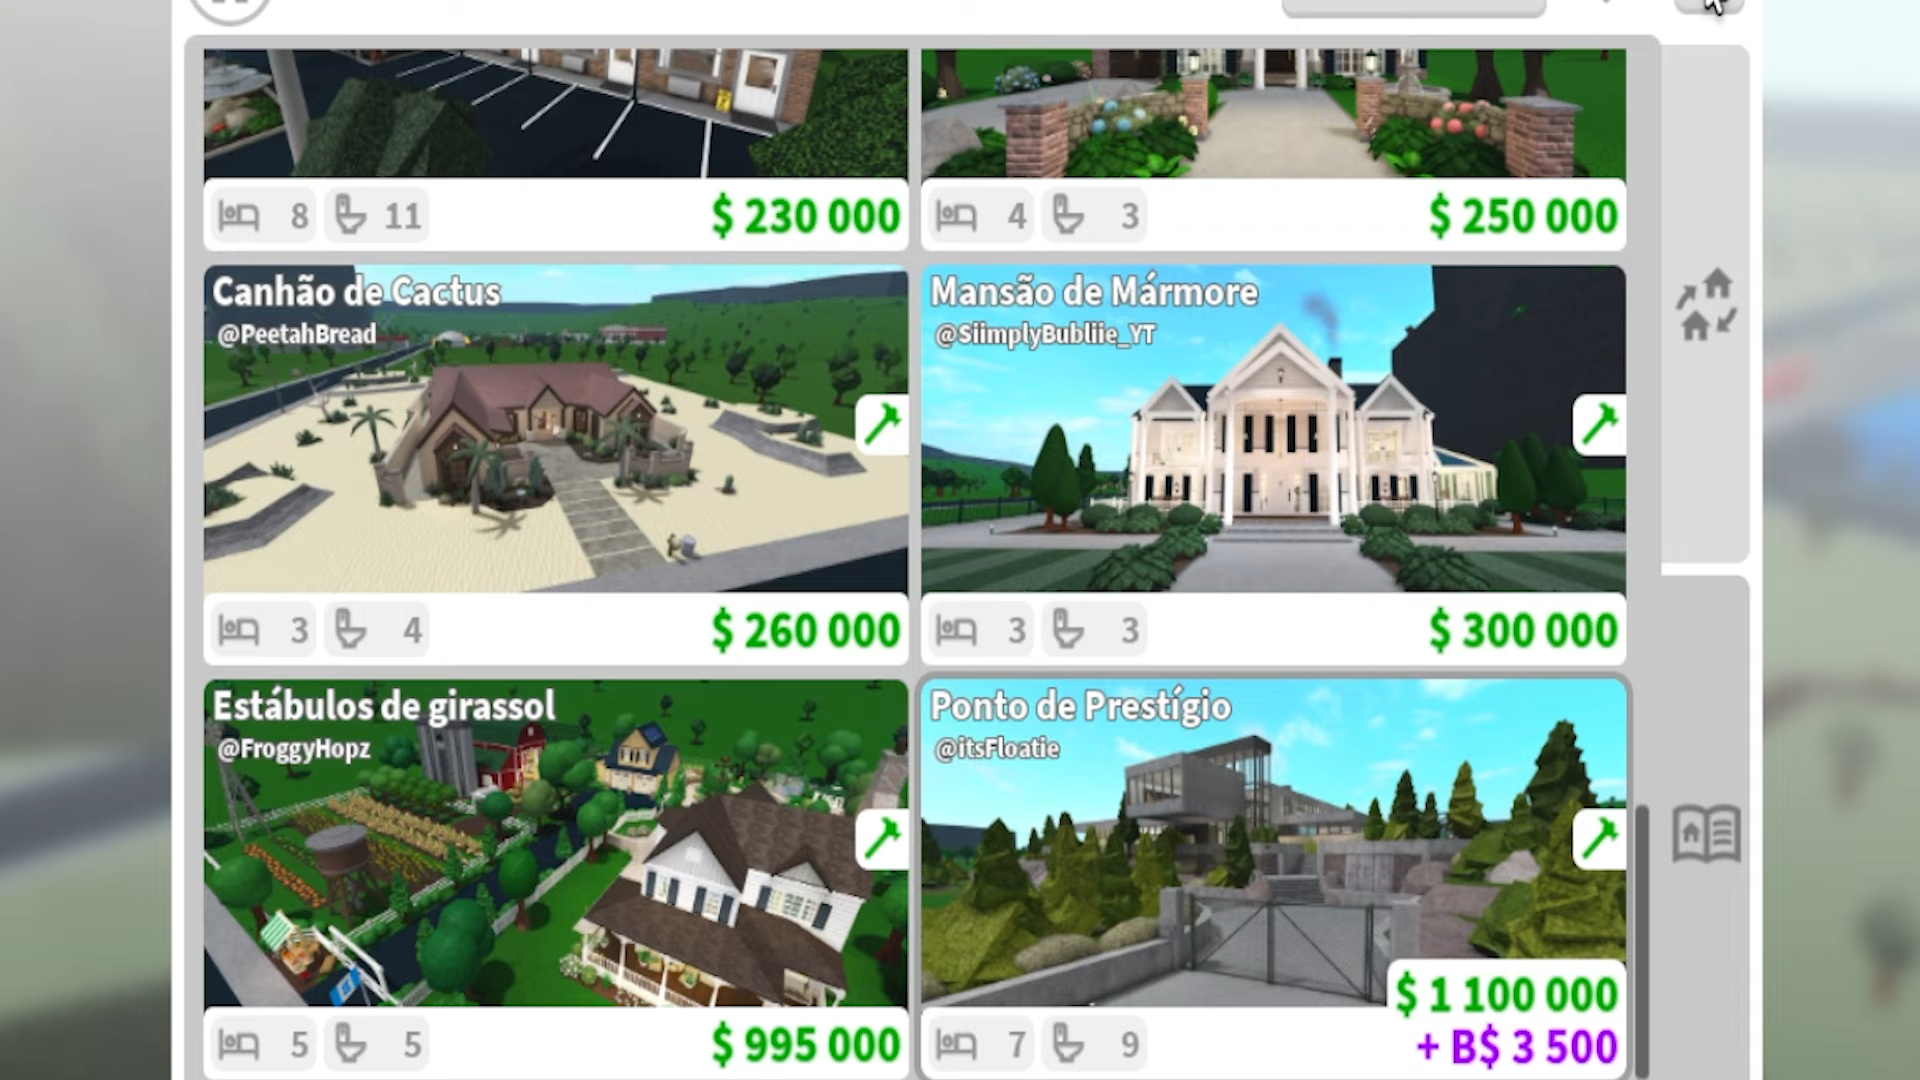 8 11 $ 230 000
4 3 $ 250 000
Canhão de Cactus
@PeetahBread
3 4 $ 260 000
Mansão de Mármore
@SiimplyBubliie_YT
3 3 $ 300 000
Estábulos de girassol
@FroggyHopz
5 5 $ 995 000
Ponto de Prestígio
@itsFloatie
$ 1 100 000
7 9 + B$ 3 500